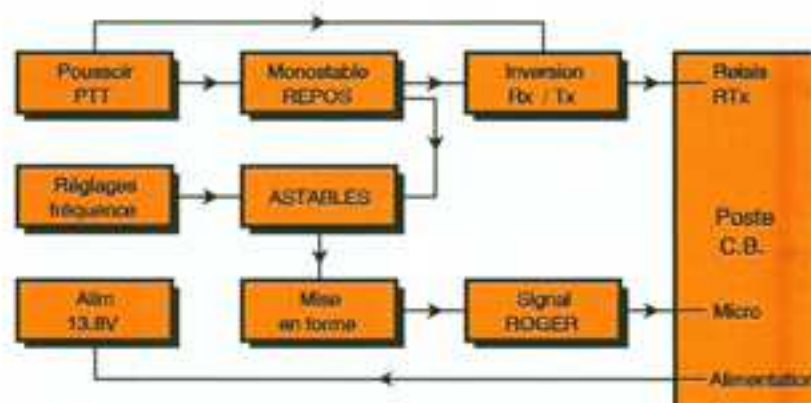 Poussoir
PTT
Monostable
REPOS
Inversion
Rx / Tx
Relais
RTx
Réglages
fréquence
ASTABLES
Poste
C.B.
Alim
13.8V
Mise
en forme
Signal
ROGER
Micro
Alimentation